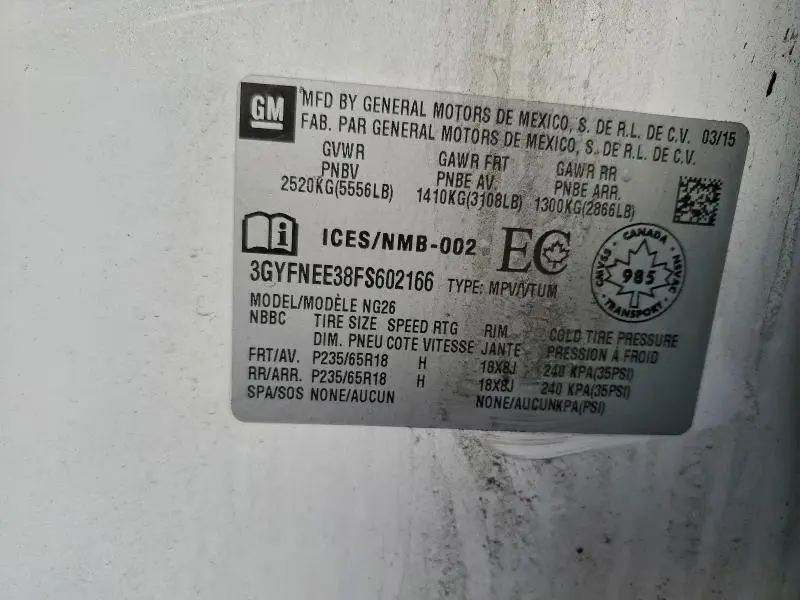 GM
MFD BY GENERAL MOTORS DE MEXICO, S. DE R.L. DE C.V. 03/15
FAB. PAR GENERAL MOTORS DE MEXICO, S. DE R.L. DE C.V.
GVWR GAWR FRT GAWR RR
PNBV PNBE AV. PNBE ARR.
2520KG(5556LB) 1410KG(3108LB) 1300KG(2866LB)
i ICES/NMB-002 EC
CANADA
CMVSS 985 NSVAC
TRANSPORT
3GYFNEE38FS602166 TYPE: MPV/VTUM
MODEL/MODÈLE NG26
NBBC TIRE SIZE SPEED RTG RIM COLD TIRE PRESSURE
DIM. PNEU COTE VITESSE JANTE PRESSION À FROID
FRT/AV. P235/65R18 H 18X8J 240 KPA(35PSI)
RR/ARR. P235/65R18 H 18X8J 240 KPA(35PSI)
SPA/SOS NONE/AUCUN NONE/AUCUNKPA(PSI)